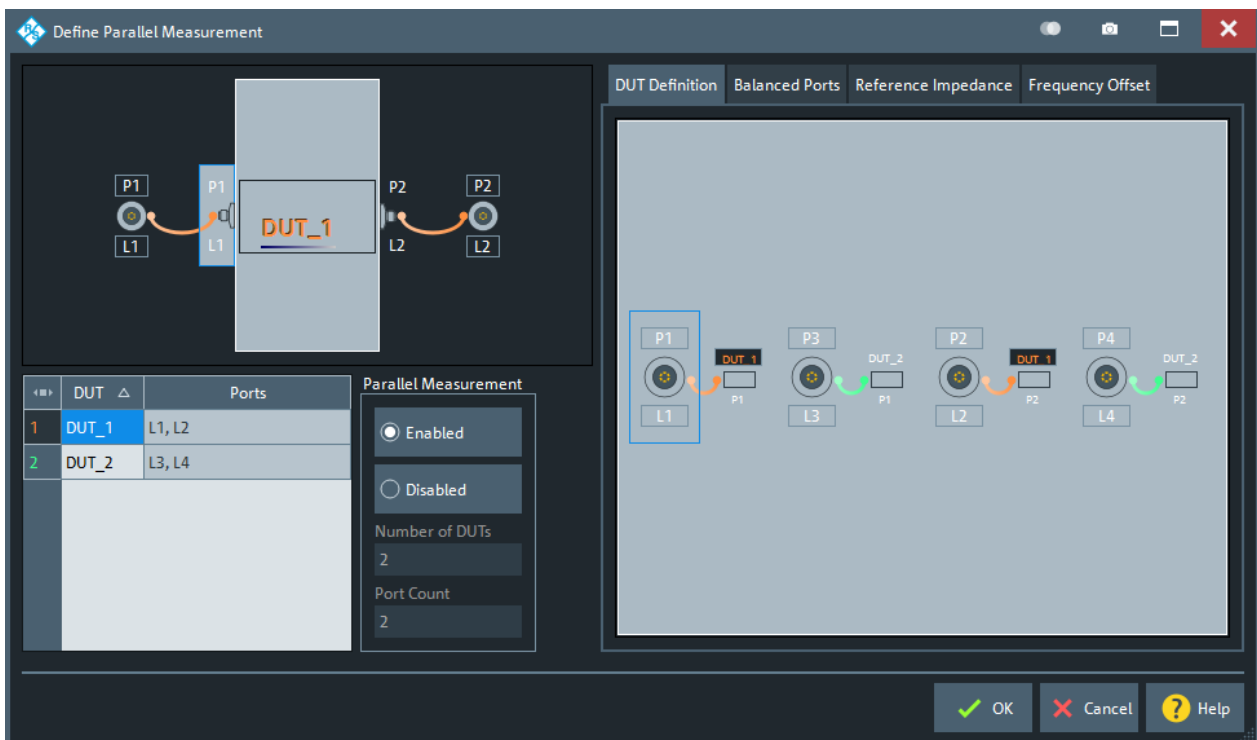 Define Parallel Measurement
P1
L1
P1
L1
DUT_1
P2
L2
P2
L2
DUT Ports
1 DUT_1 L1, L2
2 DUT_2 L3, L4
Parallel Measurement
Enabled
Disabled
Number of DUTs
2
Port Count
2
DUT Definition Balanced Ports Reference Impedance Frequency Offset
P1 P3 P2 P4
DUT_1 DUT_2 DUT_1 DUT_2
P1 P1 P2 P2
L1 L3 L2 L4
OK Cancel ? Help